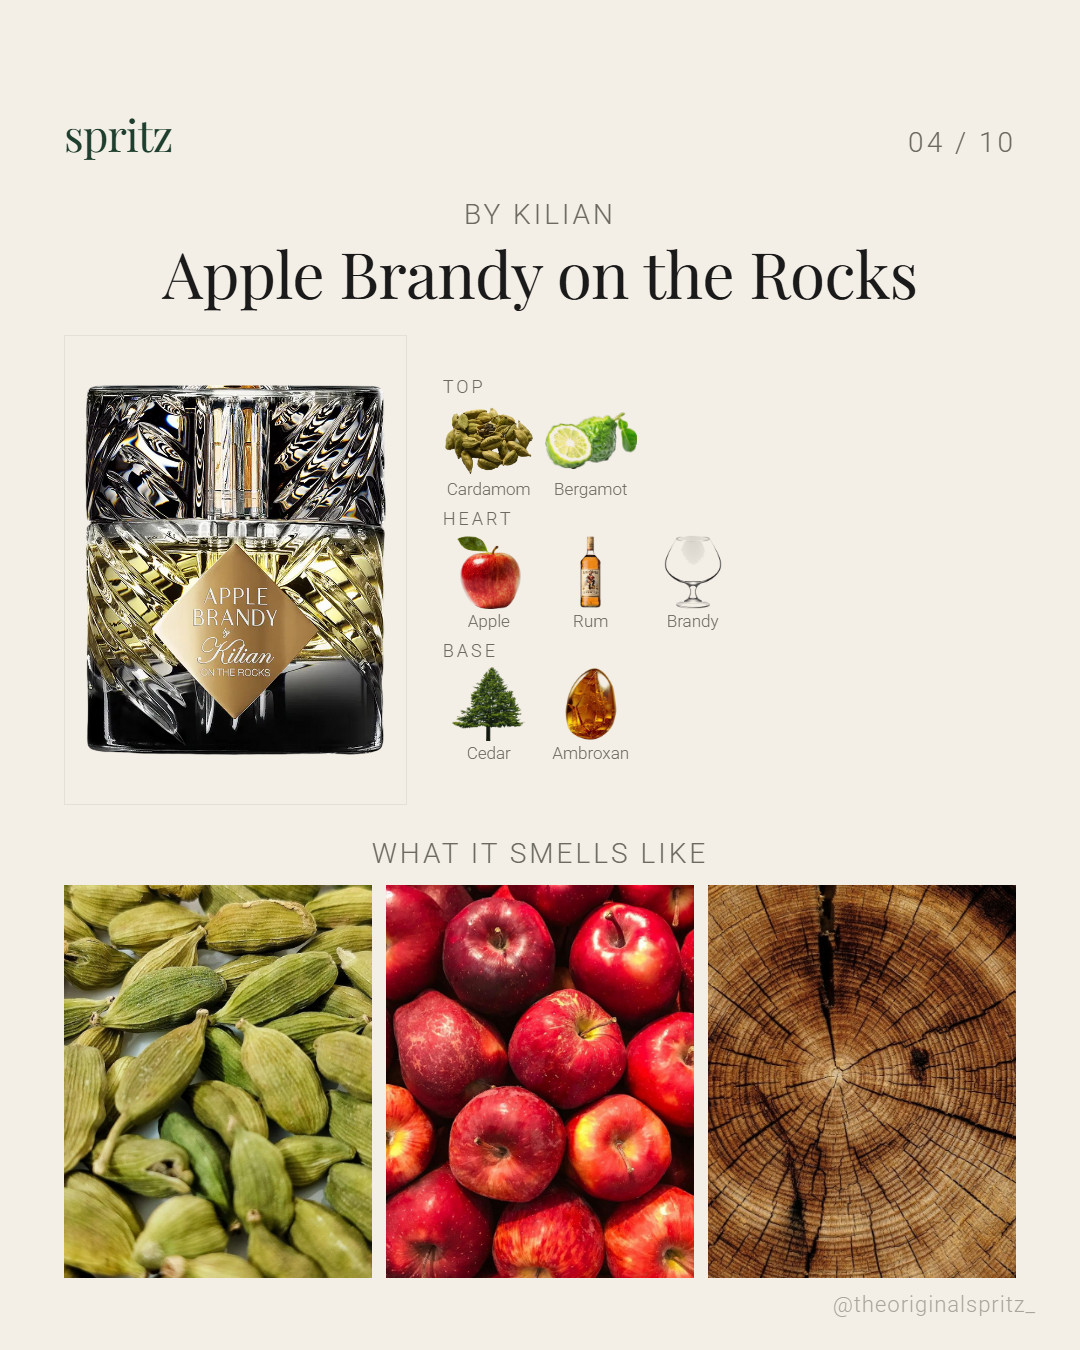 spritz
04 / 10
BY KILIAN
Apple Brandy on the Rocks
APPLE
BRANDY
by
Kilian
ON THE ROCKS
TOP
Cardamom Bergamot
HEART
Apple Rum Brandy
BASE
Cedar Ambroxan
WHAT IT SMELLS LIKE
@theoriginalspritz_